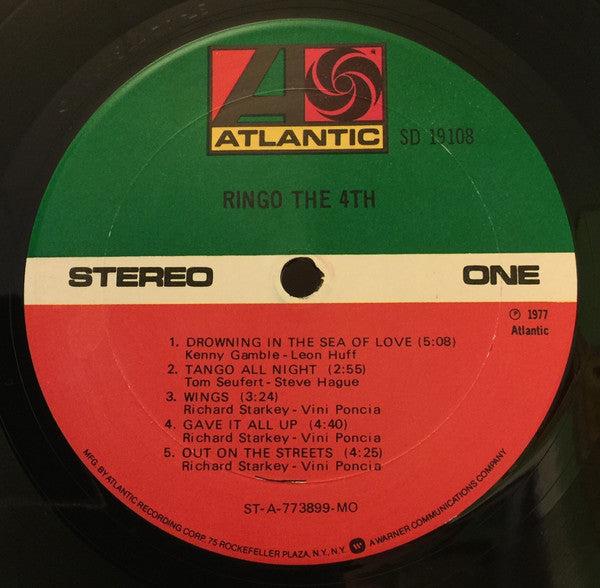 ATLANTIC
SD 19108
RINGO THE 4TH
STEREO ONE
℗ 1977
Atlantic
1. DROWNING IN THE SEA OF LOVE (5:08)
Kenny Gamble - Leon Huff
2. TANGO ALL NIGHT (2:55)
Tom Seufert - Steve Hague
3. WINGS (3:24)
Richard Starkey - Vini Poncia
4. GAVE IT ALL UP (4:40)
Richard Starkey - Vini Poncia
5. OUT ON THE STREETS (4:25)
Richard Starkey - Vini Poncia
ST-A-773899-MO
MFG. BY ATLANTIC RECORDING CORP. 75 ROCKEFELLER PLAZA, N.Y., N.Y. A WARNER COMMUNICATIONS COMPANY